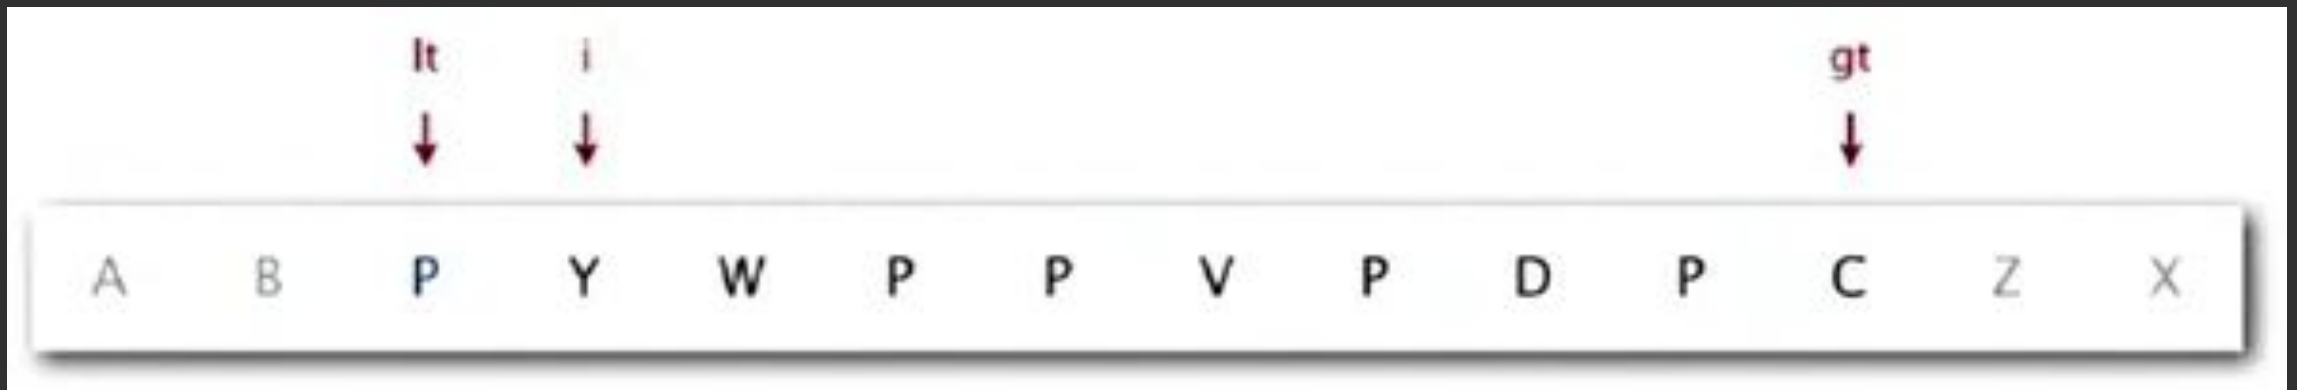 lt i gt
A B P Y W P P V P D P C Z X